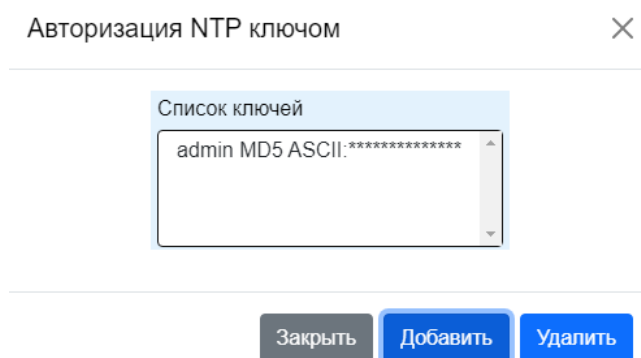 Авторизация NTP ключом
Список ключей
admin MD5 ASCII:**************
Закрыть Добавить Удалить